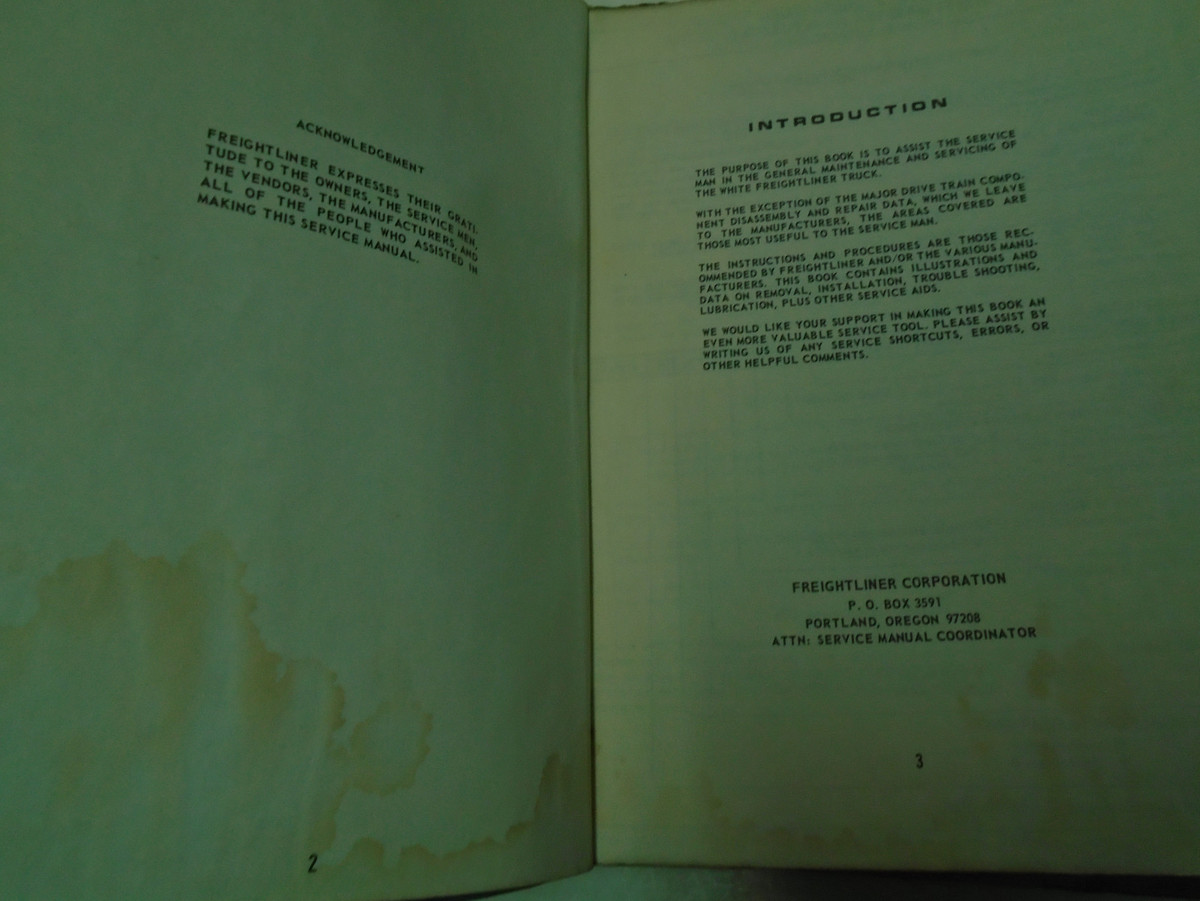 ACKNOWLEDGEMENT
FREIGHTLINER EXPRESSES THEIR GRATI-
TUDE TO THE OWNERS, THE SERVICE MEN,
THE VENDORS, THE MANUFACTURERS, AND
ALL OF THE PEOPLE WHO ASSISTED IN
MAKING THIS SERVICE MANUAL.
2
INTRODUCTION
THE PURPOSE OF THIS BOOK IS TO ASSIST THE SERVICE
MAN IN THE GENERAL MAINTENANCE AND SERVICING OF
THE WHITE FREIGHTLINER TRUCK.
WITH THE EXCEPTION OF THE MAJOR DRIVE TRAIN COMPO-
NENT DISASSEMBLY AND REPAIR DATA, WHICH WE LEAVE
TO THE MANUFACTURERS, THE AREAS COVERED ARE
THOSE MOST USEFUL TO THE SERVICE MAN.
THE INSTRUCTIONS AND PROCEDURES ARE THOSE REC-
OMMENDED BY FREIGHTLINER AND/OR THE VARIOUS MANU-
FACTURERS. THIS BOOK CONTAINS ILLUSTRATIONS AND
DATA ON REMOVAL, INSTALLATION, TROUBLE SHOOTING,
LUBRICATION, PLUS OTHER SERVICE AIDS.
WE WOULD LIKE YOUR SUPPORT IN MAKING THIS BOOK AN
EVEN MORE VALUABLE SERVICE TOOL. PLEASE ASSIST BY
WRITING US OF ANY SERVICE SHORTCUTS, ERRORS, OR
OTHER HELPFUL COMMENTS.
FREIGHTLINER CORPORATION
P. O. BOX 3591
PORTLAND, OREGON 97208
ATTN: SERVICE MANUAL COORDINATOR
3